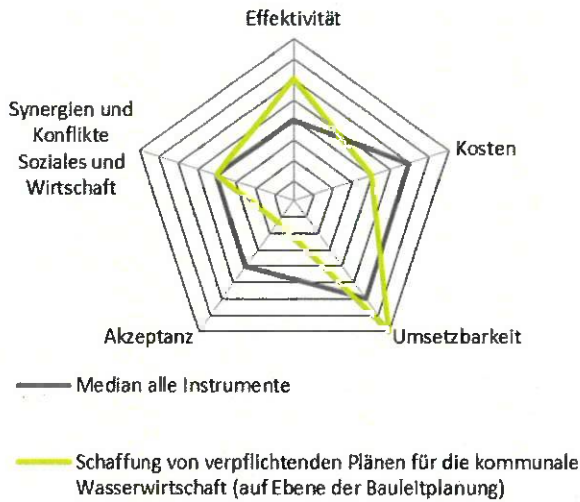 Effektivität
Synergien und
Konflikte
Soziales und
Wirtschaft
Kosten
Akzeptanz
Umsetzbarkeit
Median alle Instrumente
Schaffung von verpflichtenden Plänen für die kommunale
Wasserwirtschaft (auf Ebene der Bauleitplanung)